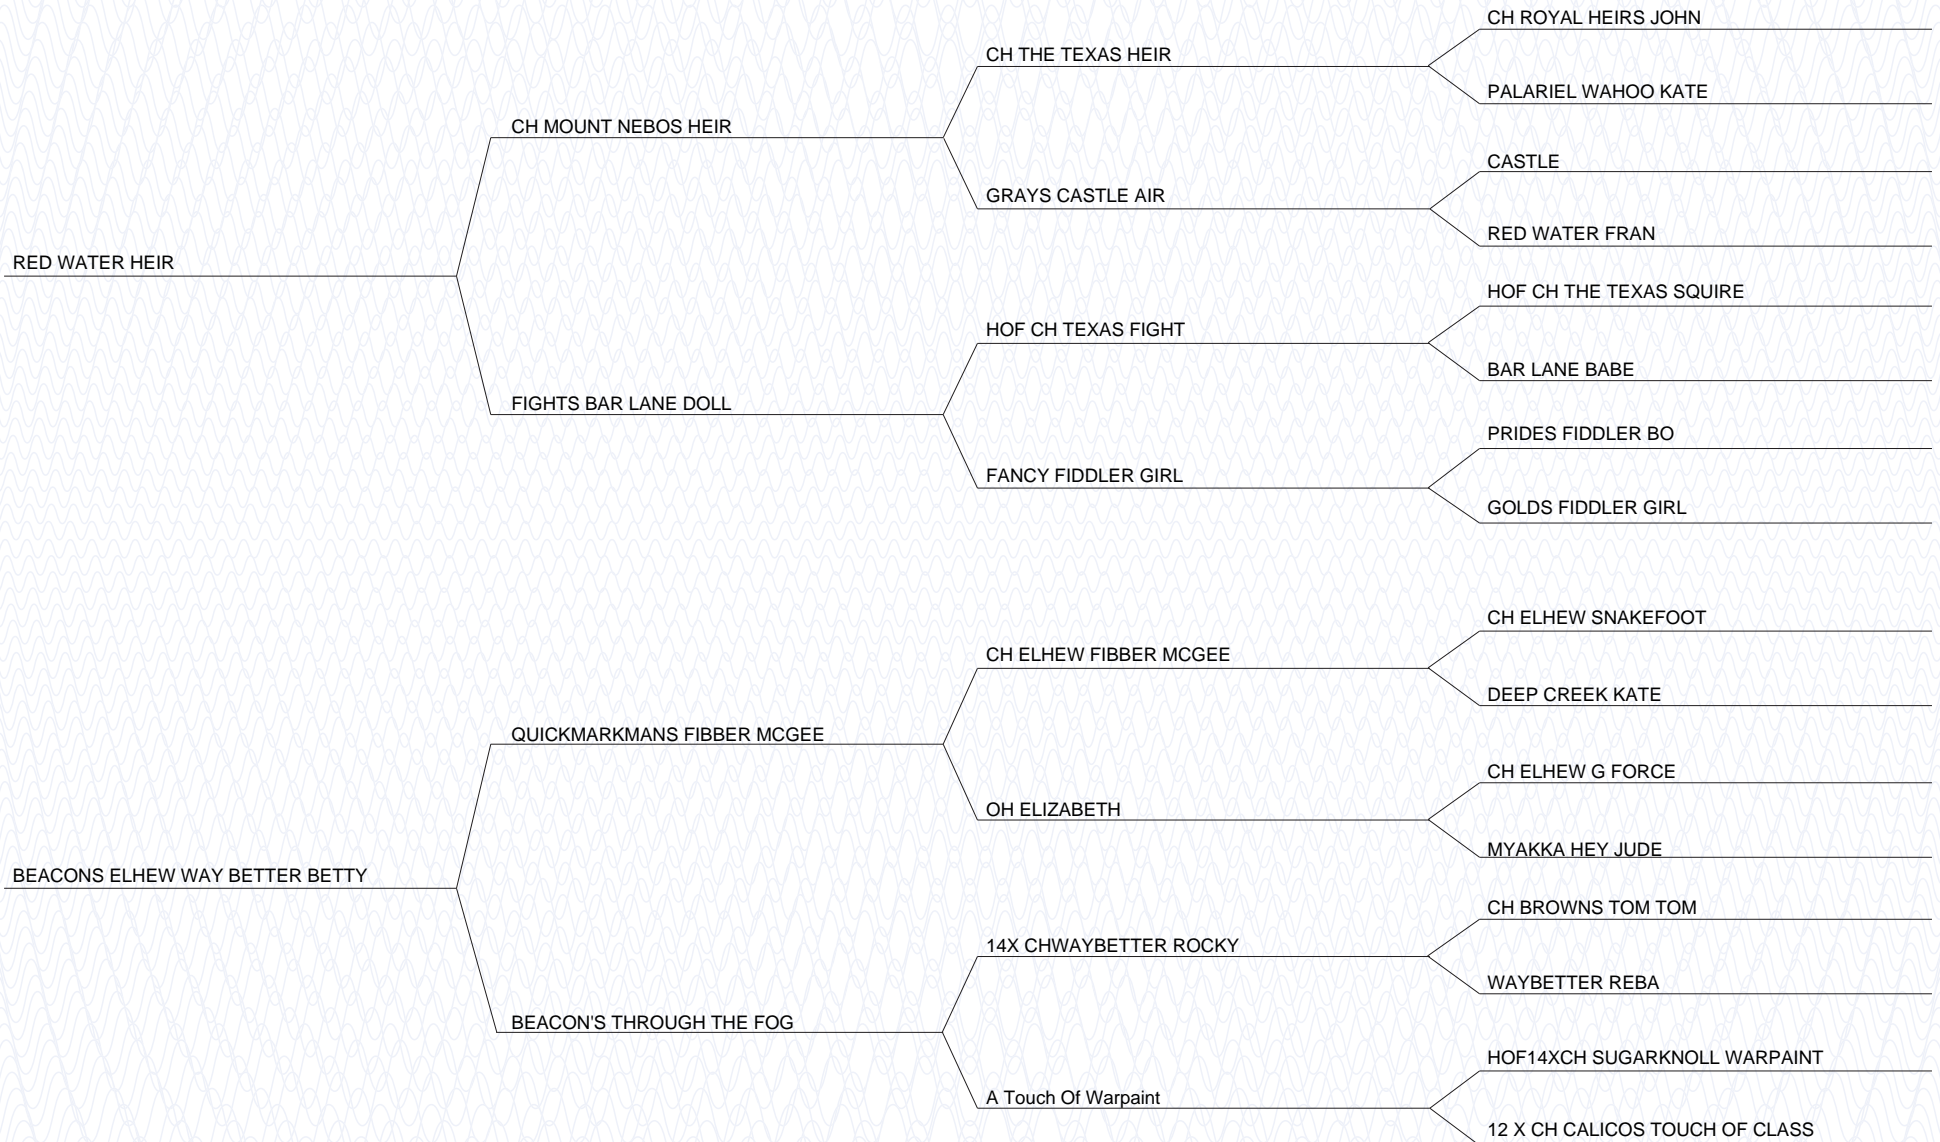 CH ROYAL HEIRS JOHN
CH THE TEXAS HEIR
PALARIEL WAHOO KATE
CH MOUNT NEBOS HEIR
CASTLE
GRAYS CASTLE AIR
RED WATER FRAN
RED WATER HEIR
HOF CH THE TEXAS SQUIRE
HOF CH TEXAS FIGHT
BAR LANE BABE
FIGHTS BAR LANE DOLL
PRIDES FIDDLER BO
FANCY FIDDLER GIRL
GOLDS FIDDLER GIRL
CH ELHEW SNAKEFOOT
CH ELHEW FIBBER MCGEE
DEEP CREEK KATE
QUICKMARKMANS FIBBER MCGEE
CH ELHEW G FORCE
OH ELIZABETH
MYAKKA HEY JUDE
BEACONS ELHEW WAY BETTER BETTY
CH BROWNS TOM TOM
14X CHWAYBETTER ROCKY
WAYBETTER REBA
BEACON'S THROUGH THE FOG
HOF14XCH SUGARKNOLL WARPAINT
A Touch Of Warpaint
12 X CH CALICOS TOUCH OF CLASS